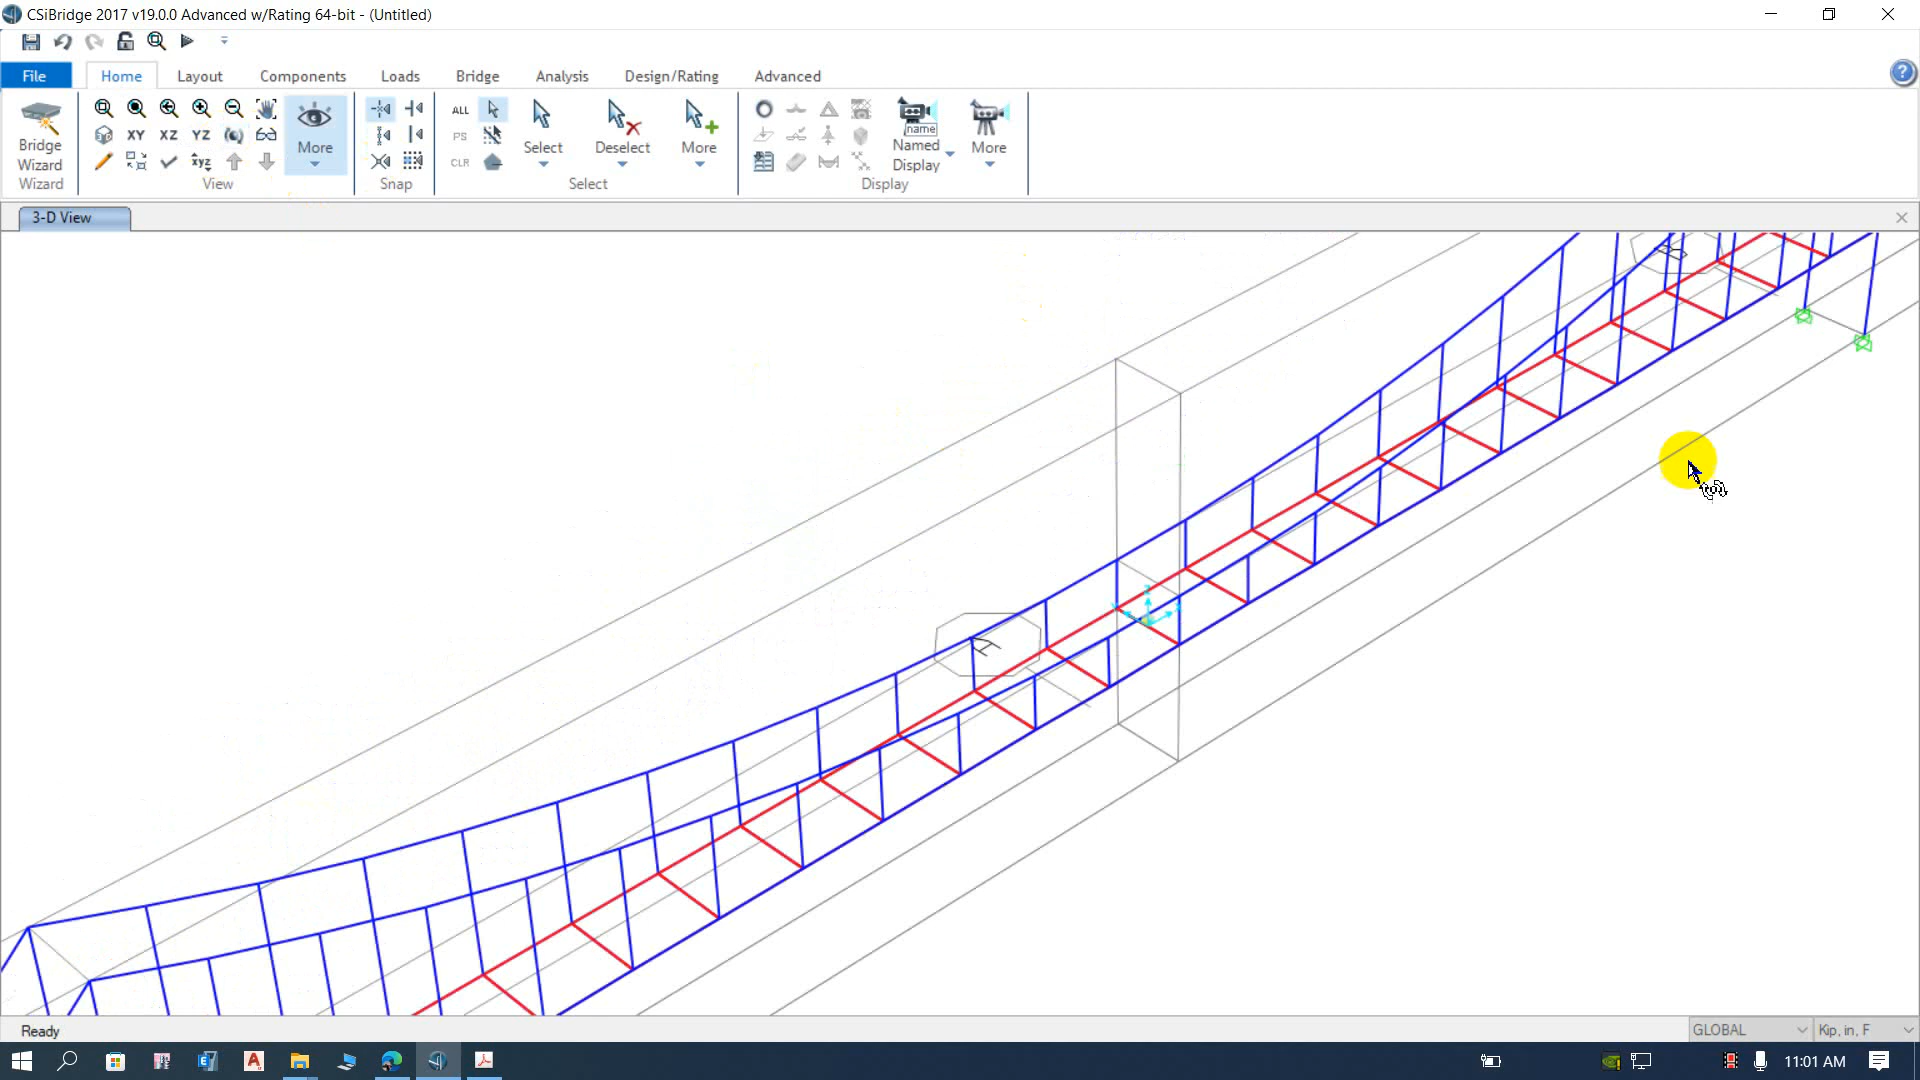 CSiBridge 2017 v19.0.0 Advanced w/Rating 64-bit - (Untitled)
File Home Layout Components Loads Bridge Analysis Design/Rating Advanced
Bridge Wizard
XY XZ YZ
xyz
More
ALL
PS
CLR
Select
Deselect
More
name
Named Display
More
Wizard View Snap Select Display
3-D View
A
Z
Ready GLOBAL Kip, in, F
11:01 AM